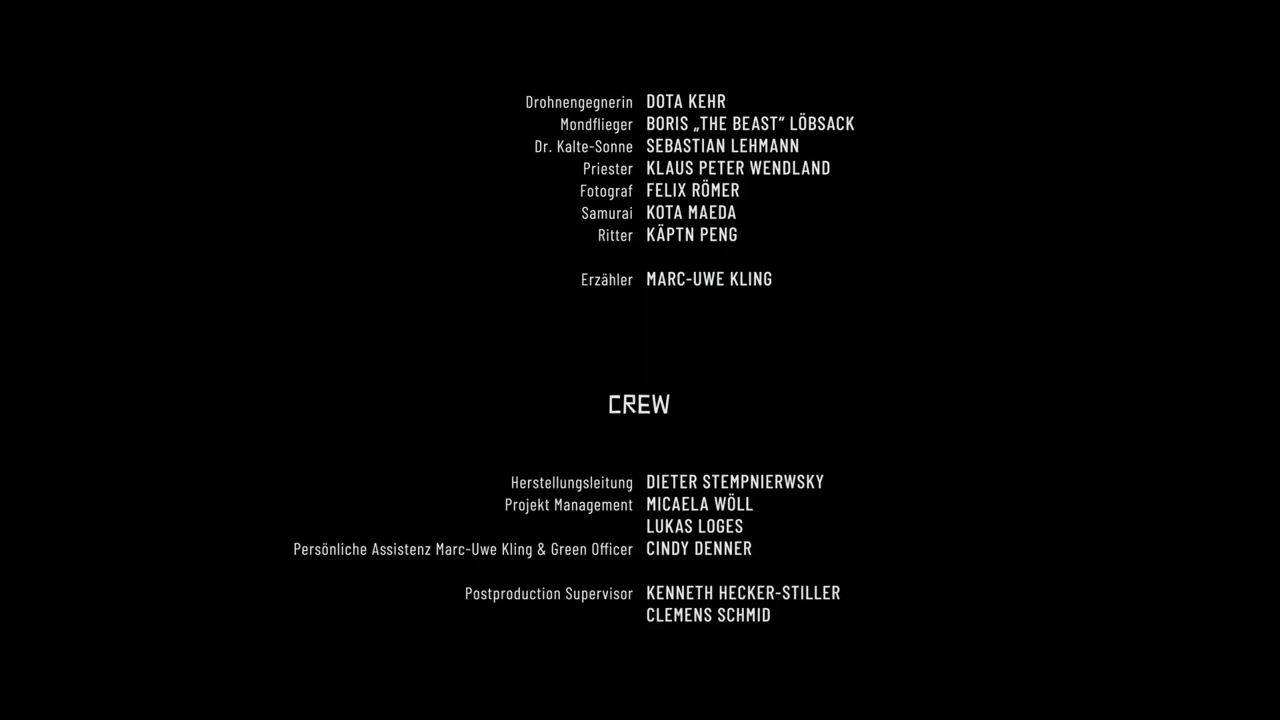 Drohnengegnerin DOTA KEHR
Mondflieger BORIS „THE BEAST“ LÖBSACK
Dr. Kalte-Sonne SEBASTIAN LEHMANN
Priester KLAUS PETER WENDLAND
Fotograf FELIX RÖMER
Samurai KOTA MAEDA
Ritter KÄPTN PENG
Erzähler MARC-UWE KLING
CREW
Herstellungsleitung DIETER STEMPNIERWSKY
Projekt Management MICAELA WÖLL
LUKAS LOGES
Persönliche Assistenz Marc-Uwe Kling & Green Officer CINDY DENNER
Postproduction Supervisor KENNETH HECKER-STILLER
CLEMENS SCHMID